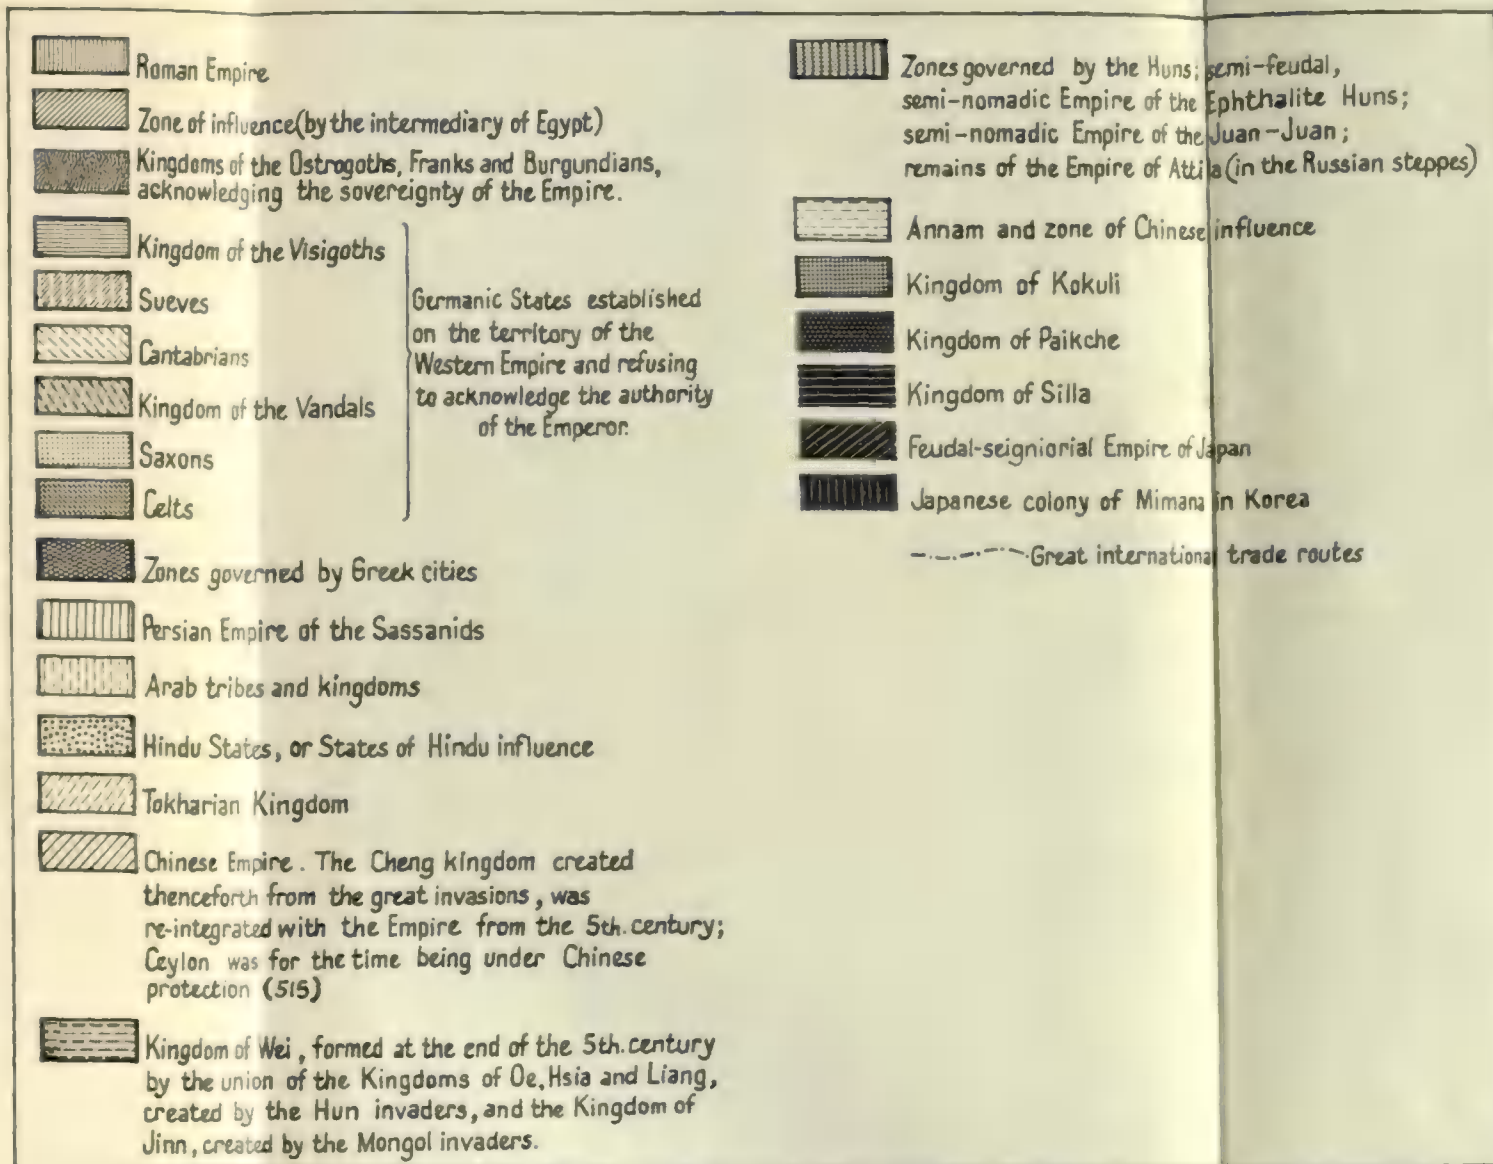 Roman Empire
Zone of influence (by the intermediary of Egypt)
Kingdoms of the Ostrogoths, Franks and Burgundians,
acknowledging the sovereignty of the Empire.
Kingdom of the Visigoths
Sueves
Cantabrians
Kingdom of the Vandals
Saxons
Celts
Germanic States established
on the territory of the
Western Empire and refusing
to acknowledge the authority
of the Emperor.
Zones governed by Greek cities
Persian Empire of the Sassanids
Arab tribes and kingdoms
Hindu States, or States of Hindu influence
Tokharian Kingdom
Chinese Empire. The Cheng kingdom created
thenceforth from the great invasions, was
re-integrated with the Empire from the 5th. century;
Ceylon was for the time being under Chinese
protection (515)
Kingdom of Wei, formed at the end of the 5th. century
by the union of the Kingdoms of Oe, Hsia and Liang,
created by the Hun invaders, and the Kingdom of
Jinn, created by the Mongol invaders.
Zones governed by the Huns; semi-feudal,
semi-nomadic Empire of the Ephthalite Huns;
semi-nomadic Empire of the Juan-Juan;
remains of the Empire of Attila (in the Russian steppes)
Annam and zone of Chinese influence
Kingdom of Kokuli
Kingdom of Paikche
Kingdom of Silla
Feudal-seigniorial Empire of Japan
Japanese colony of Mimana in Korea
Great international trade routes